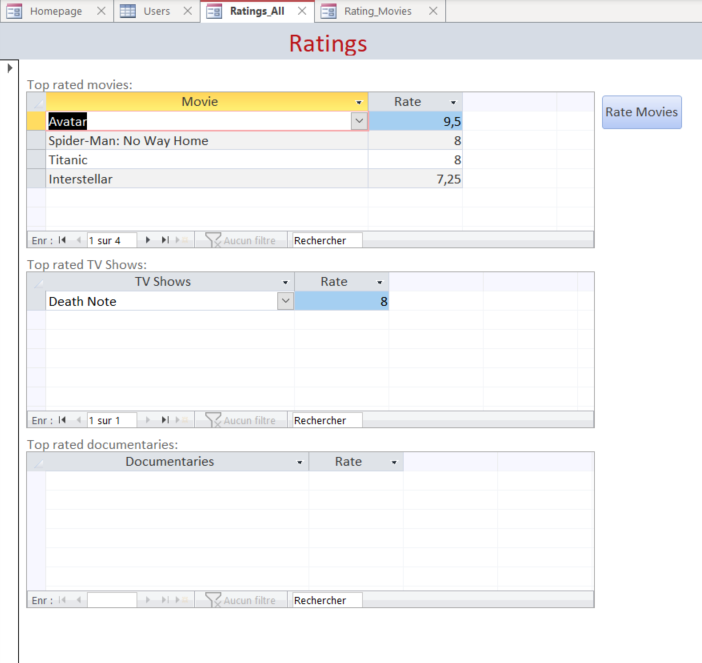 Homepage Users Ratings_All Rating_Movies
Ratings
Top rated movies:
Movie Rate
Rate Movies
Avatar 9,5
Spider-Man: No Way Home 8
Titanic 8
Interstellar 7,25
Enr : 1 sur 4 Aucun filtre Rechercher
Top rated TV Shows:
TV Shows Rate
Death Note 8
Enr : 1 sur 1 Aucun filtre Rechercher
Top rated documentaries:
Documentaries Rate
Enr : Aucun filtre Rechercher